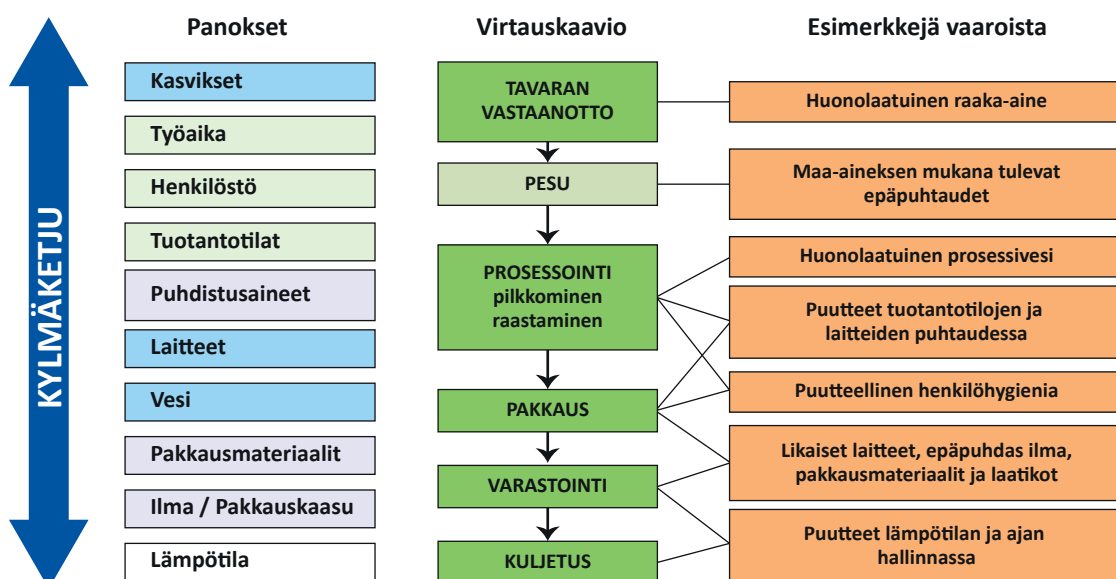 Panokset
Virtauskaavio
Esimerkkejä vaaroista
KYLMÄKETJU
Kasvikset
Työaika
Henkilöstö
Tuotantotilat
Puhdistusaineet
Laitteet
Vesi
Pakkausmateriaalit
Ilma / Pakkauskaasu
Lämpötila
TAVARAN
VASTAANOTTO
PESU
PROSESSOINTI
pilkkominen
raastaminen
PAKKAUS
VARASTOINTI
KULJETUS
Huonolaatuinen raaka-aine
Maa-aineksen mukana tulevat
epäpuhtaudet
Huonolaatuinen prosessivesi
Puutteet tuotantotilojen ja
laitteiden puhtaudessa
Puutteellinen henkilöhygienia
Likaiset laitteet, epäpuhdas ilma,
pakkausmateriaalit ja laatikot
Puutteet lämpötilan ja ajan
hallinnassa